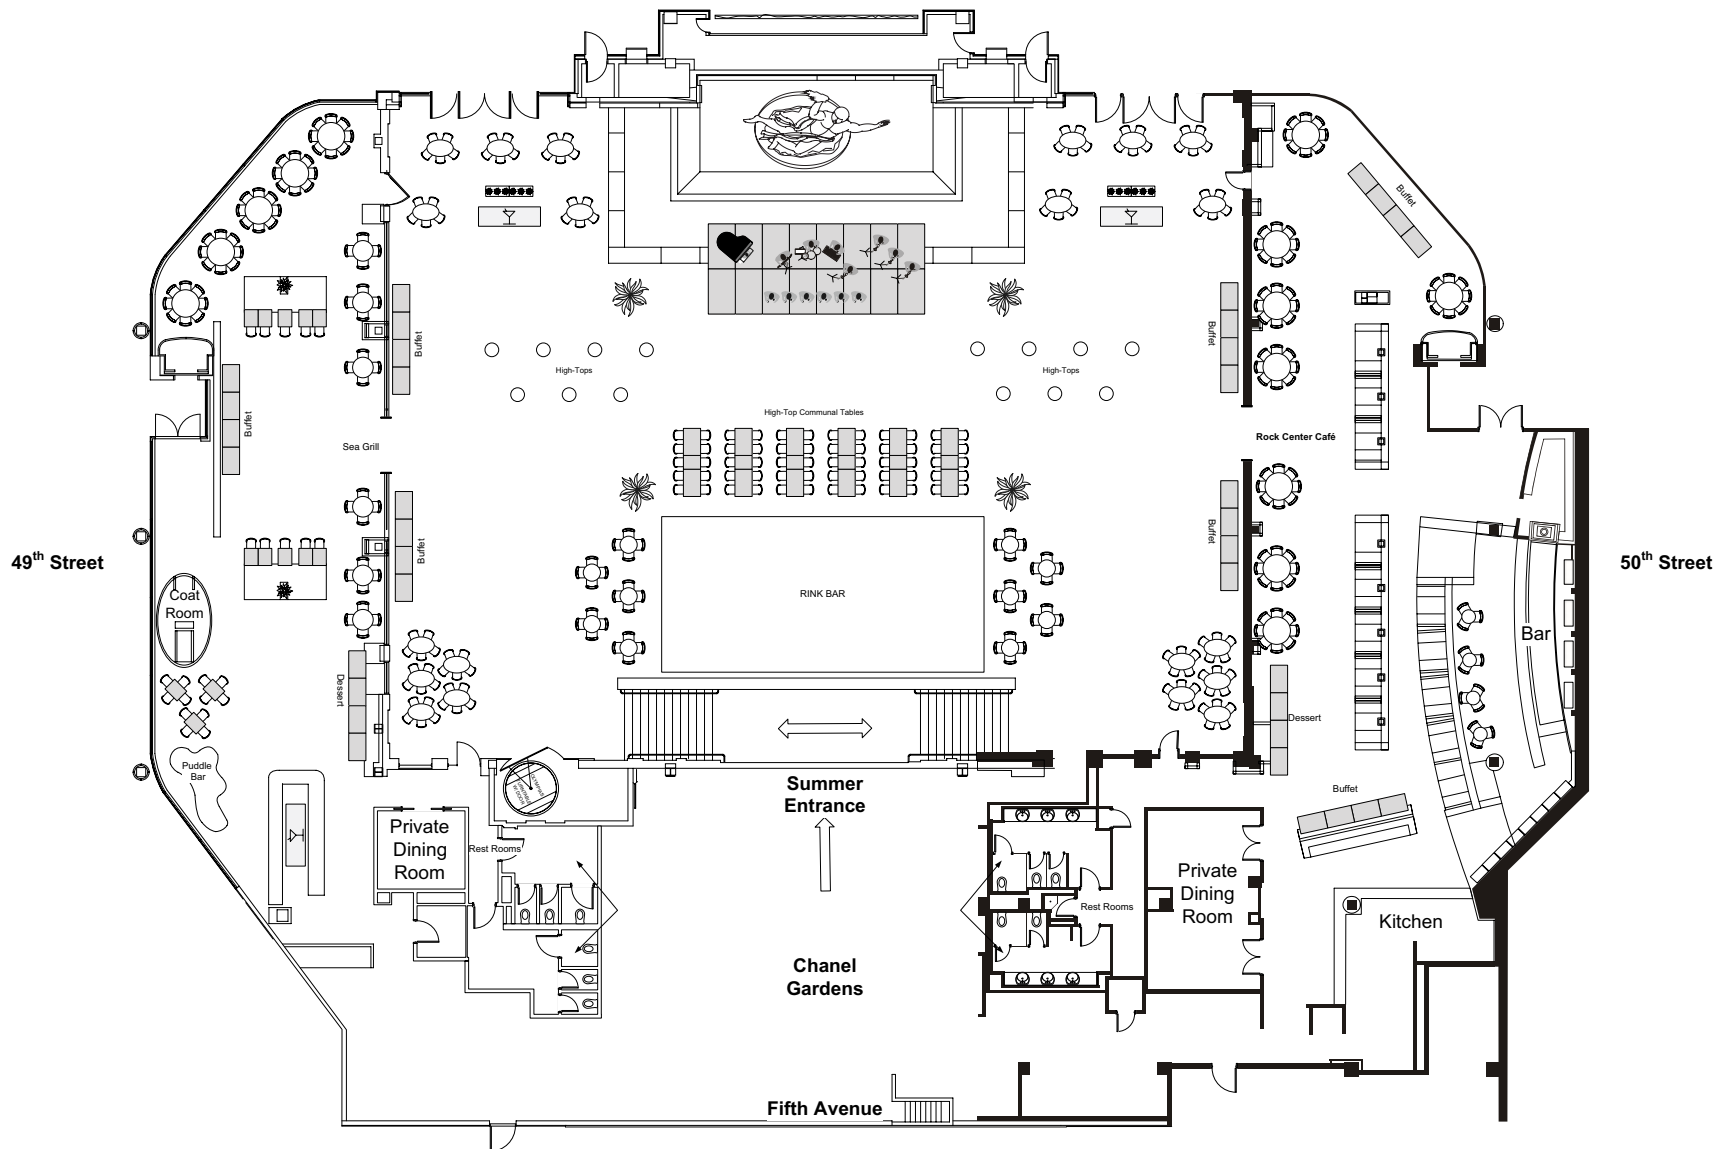 Buffet
Buffet
Buffet
High-Tops
High-Tops
High-Top Communal Tables
Buffet
Sea Grill
Rock Center Café
49th Street
Buffet
Buffet
50th Street
Coat
Room
RINK BAR
Bar
Dessert
Dessert
Puddle
Bar
Summer
Entrance
Buffet
Private
Dining
Room
Rest Rooms
Private
Dining
Room
Rest Rooms
Kitchen
Chanel
Gardens
Fifth Avenue